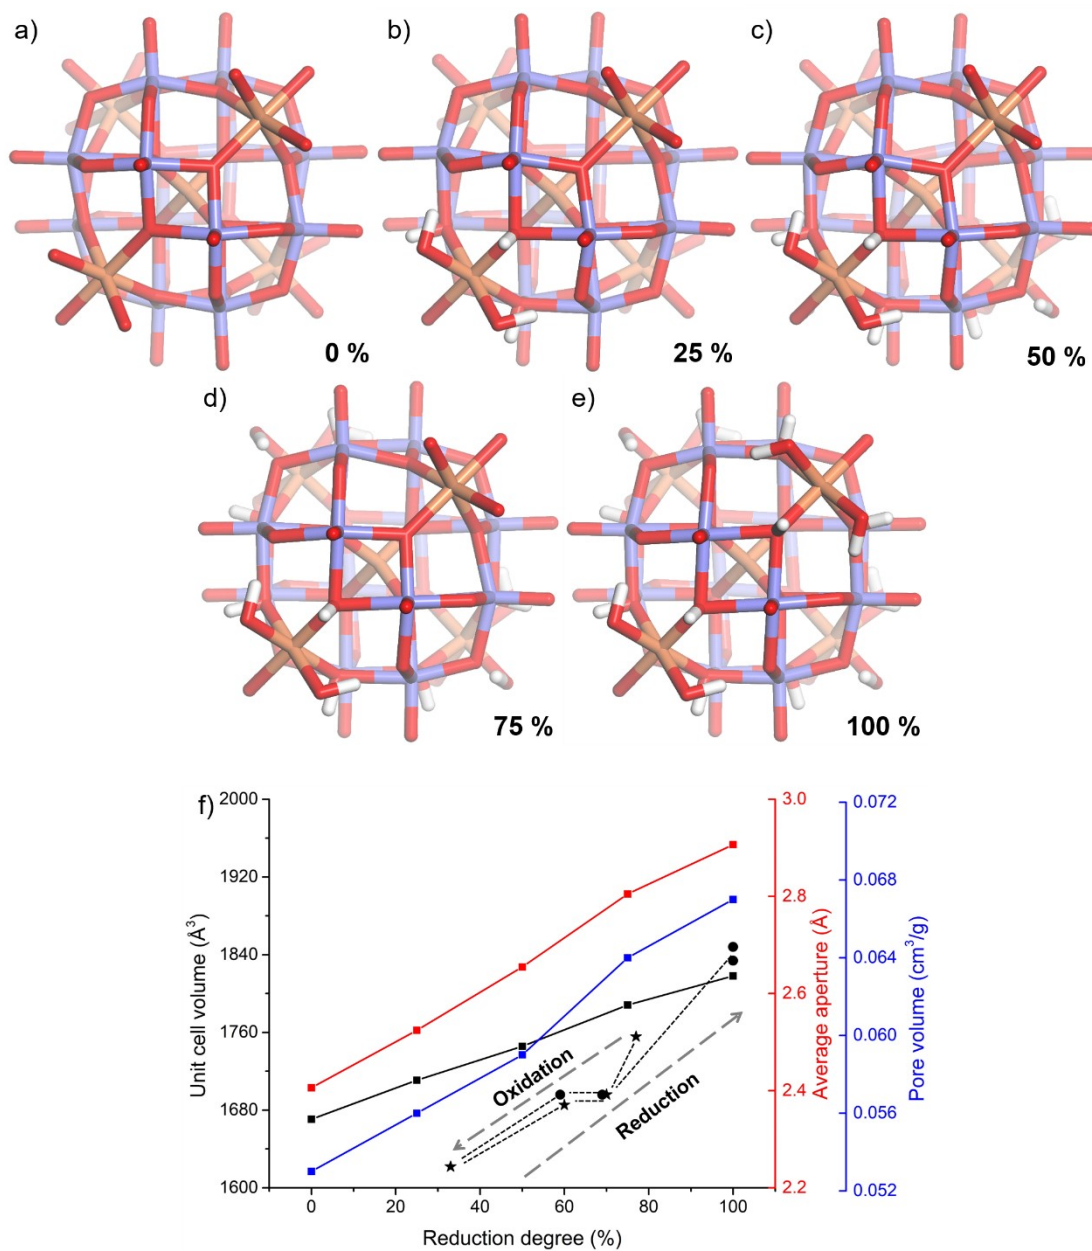 a)
b)
c)
0 %
25 %
50 %
d)
e)
75 %
100 %
f)
2000
1920
1840
1760
1680
1600
Unit cell volume (Å³)
3.0
2.8
2.6
2.4
2.2
Average aperture (Å)
0.072
0.068
0.064
0.060
0.056
0.052
Pore volume (cm³/g)
Oxidation
Reduction
0 20 40 60 80 100
Reduction degree (%)